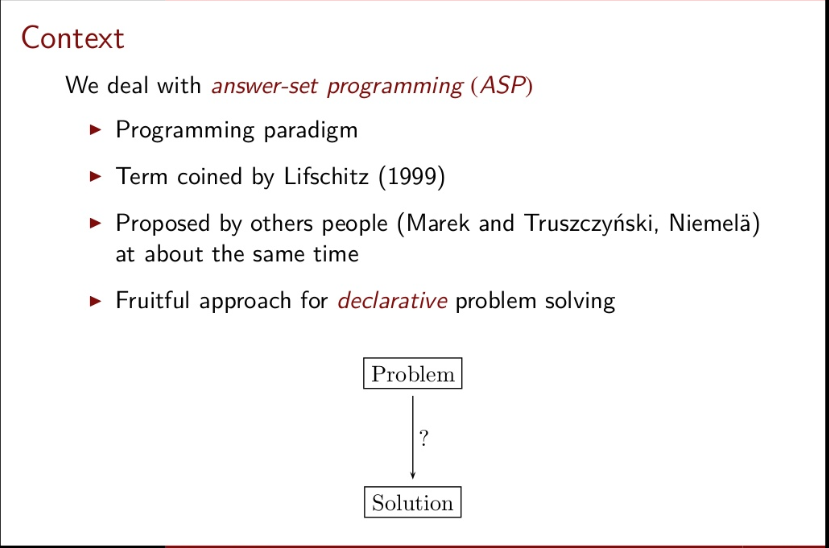 Context
We deal with answer-set programming (ASP)
▶ Programming paradigm
▶ Term coined by Lifschitz (1999)
▶ Proposed by others people (Marek and Truszczyński, Niemelä)
at about the same time
▶ Fruitful approach for declarative problem solving
Problem
?
Solution